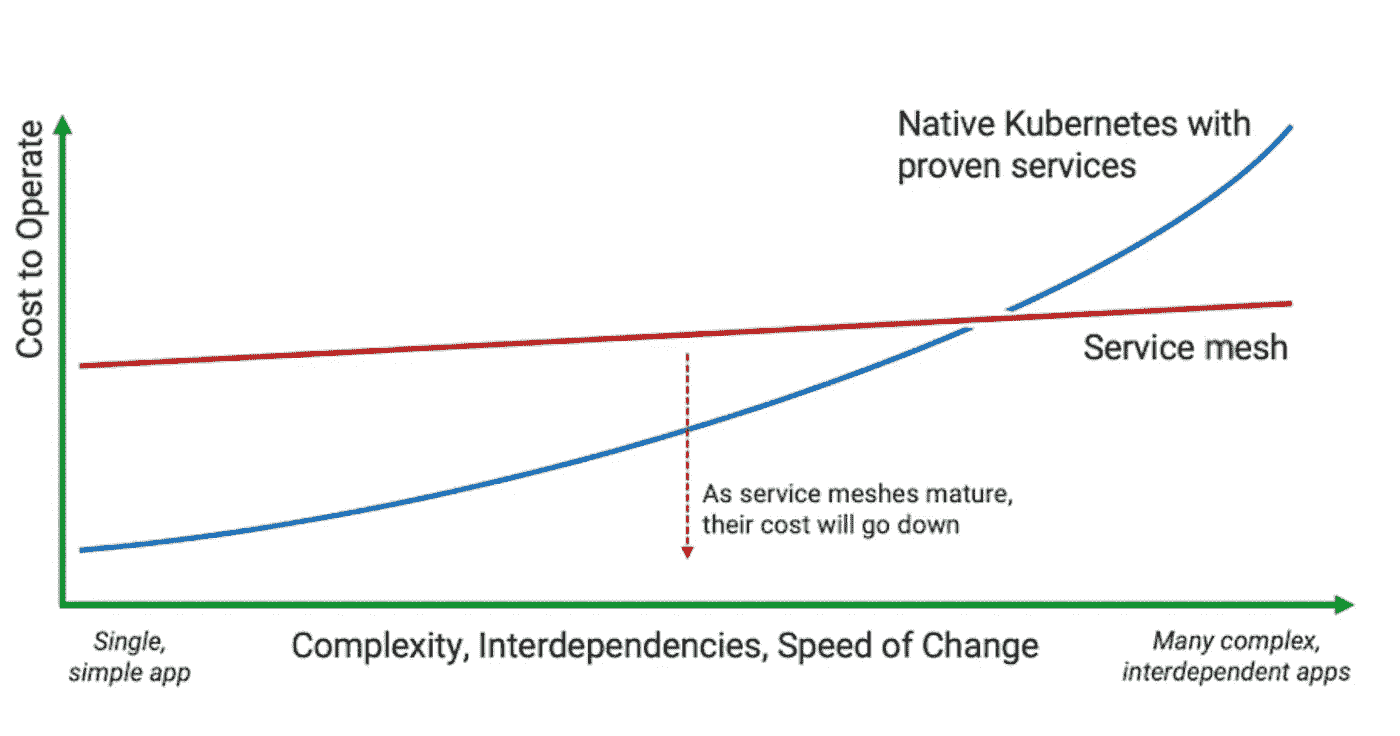 Cost to Operate
Native Kubernetes with
proven services
Service mesh
As service meshes mature,
their cost will go down
Single,
simple app
Complexity, Interdependencies, Speed of Change
Many complex,
interdependent apps